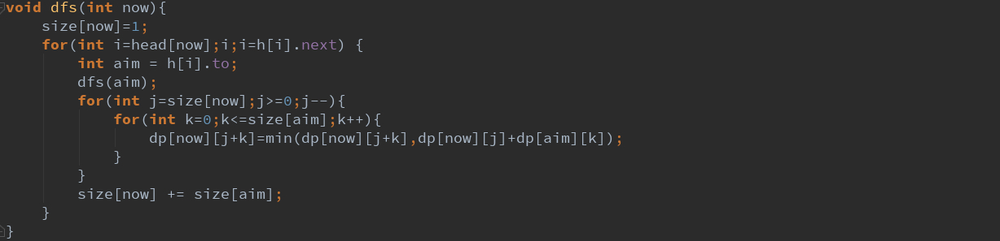 void dfs(int now){
    size[now]=1;
    for(int i=head[now];i;i=h[i].next) {
        int aim = h[i].to;
        dfs(aim);
        for(int j=size[now];j>=0;j--){
            for(int k=0;k<=size[aim];k++){
                dp[now][j+k]=min(dp[now][j+k],dp[now][j]+dp[aim][k]);
            }
        }
        size[now] += size[aim];
    }
}